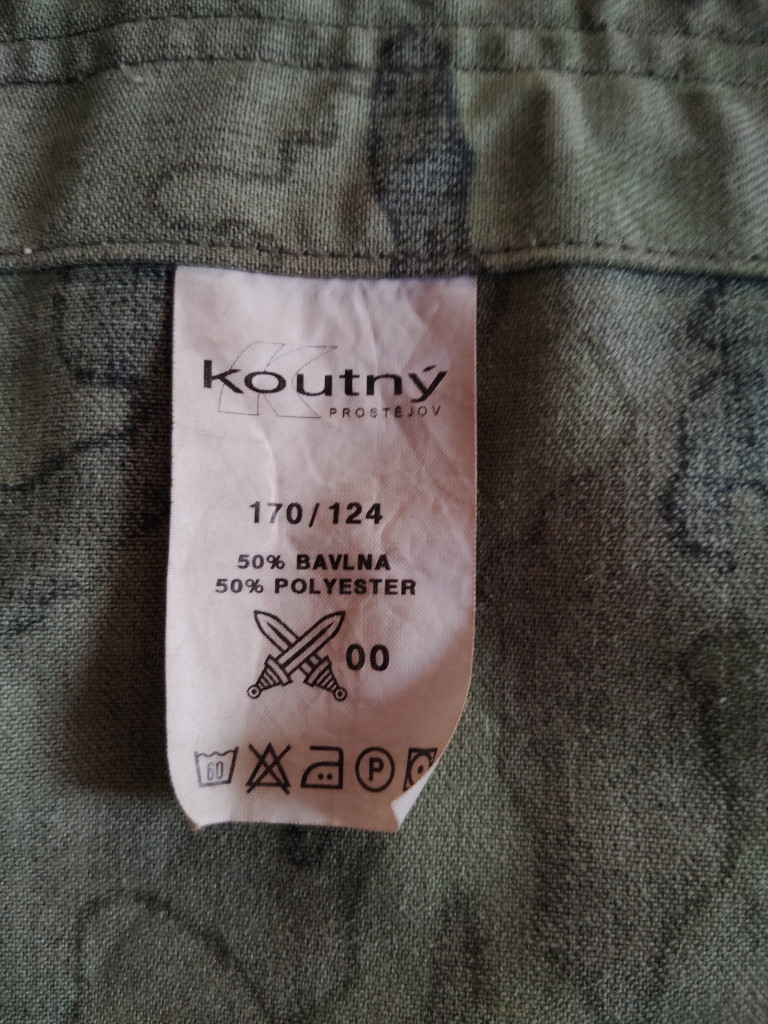 koutný
PROSTĚJOV
170/124
50% BAVLNA
50% POLYESTER
00
60 P